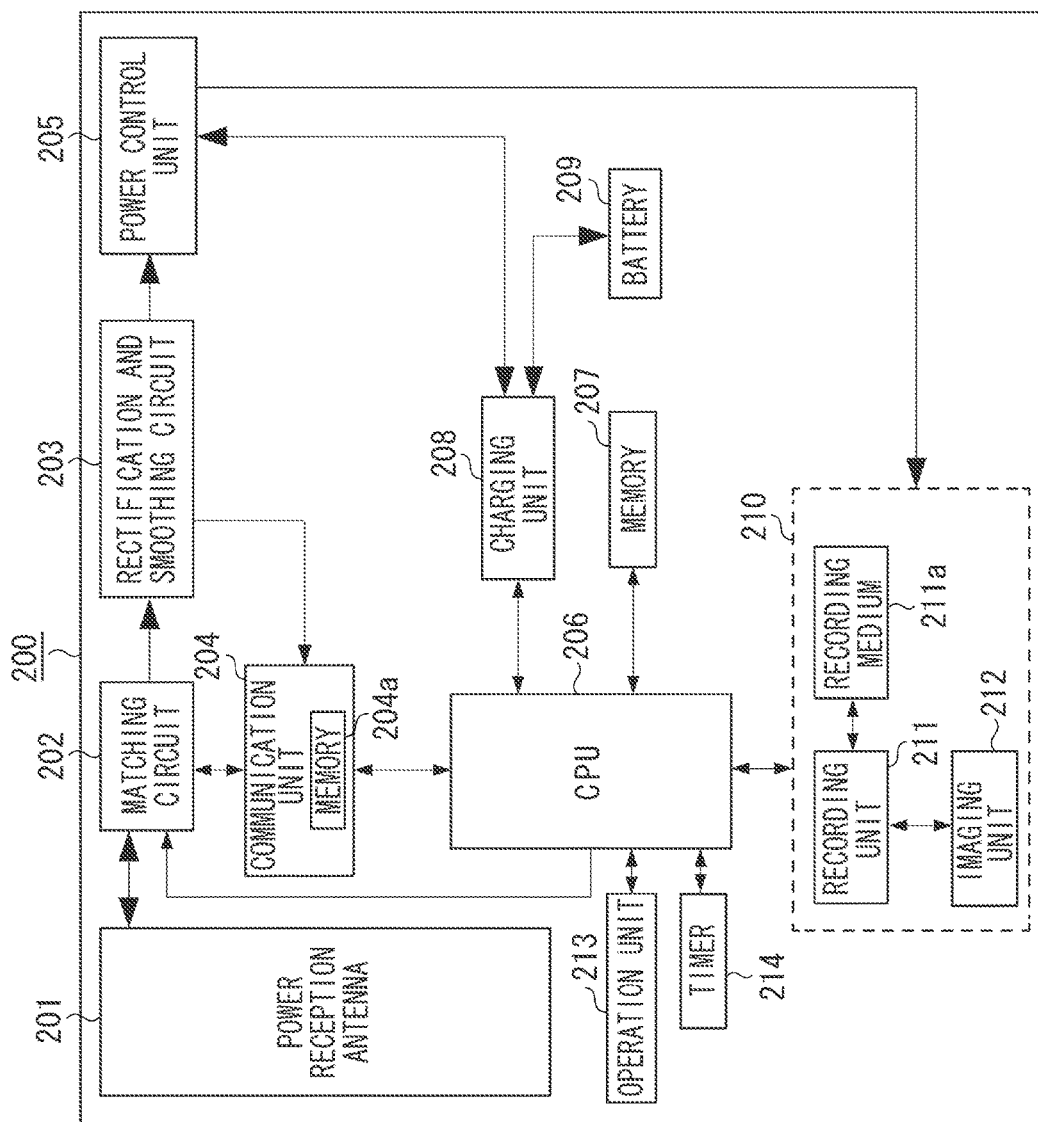 200
201
POWER
RECEPTION
ANTENNA
202
MATCHING
CIRCUIT
203
RECTIFICATION AND
SMOOTHING CIRCUIT
205
POWER CONTROL
UNIT
204
COMMUNICATION
UNIT
MEMORY
204a
206
CPU
208
CHARGING
UNIT
209
BATTERY
207
MEMORY
213
OPERATION UNIT
TIMER
214
210
RECORDING
UNIT
211
RECORDING
MEDIUM
211a
IMAGING
UNIT
212